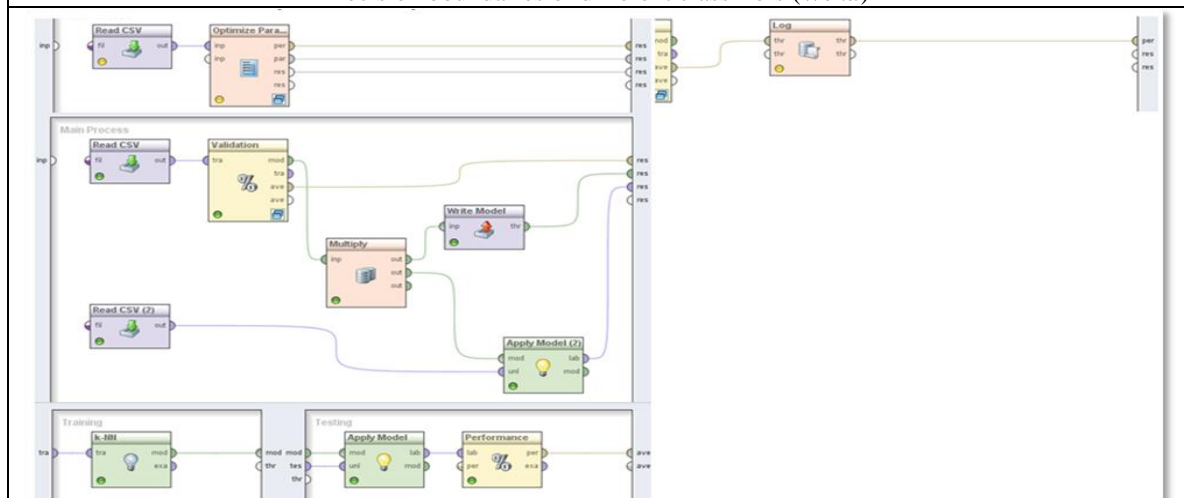 Read CSV
inp
fil
out
Optimize Para...
inp
inp
per
par
res
res
res
res
res
res
Log
mod
tra
ave
ave
thr
thr
thr
thr
per
res
res
Main Process
Read CSV
inp
fil
out
Validation
tra
mod
tra
ave
ave
res
res
res
res
Write Model
inp
thr
Multiply
inp
out
out
out
Read CSV (2)
fil
out
Apply Model (2)
mod
unl
lab
mod
Training
k-NN
tra
tra
mod
exa
mod
thr
Testing
Apply Model
mod
tes
thr
mod
unl
lab
mod
Performance
lab
per
per
exa
ave
ave